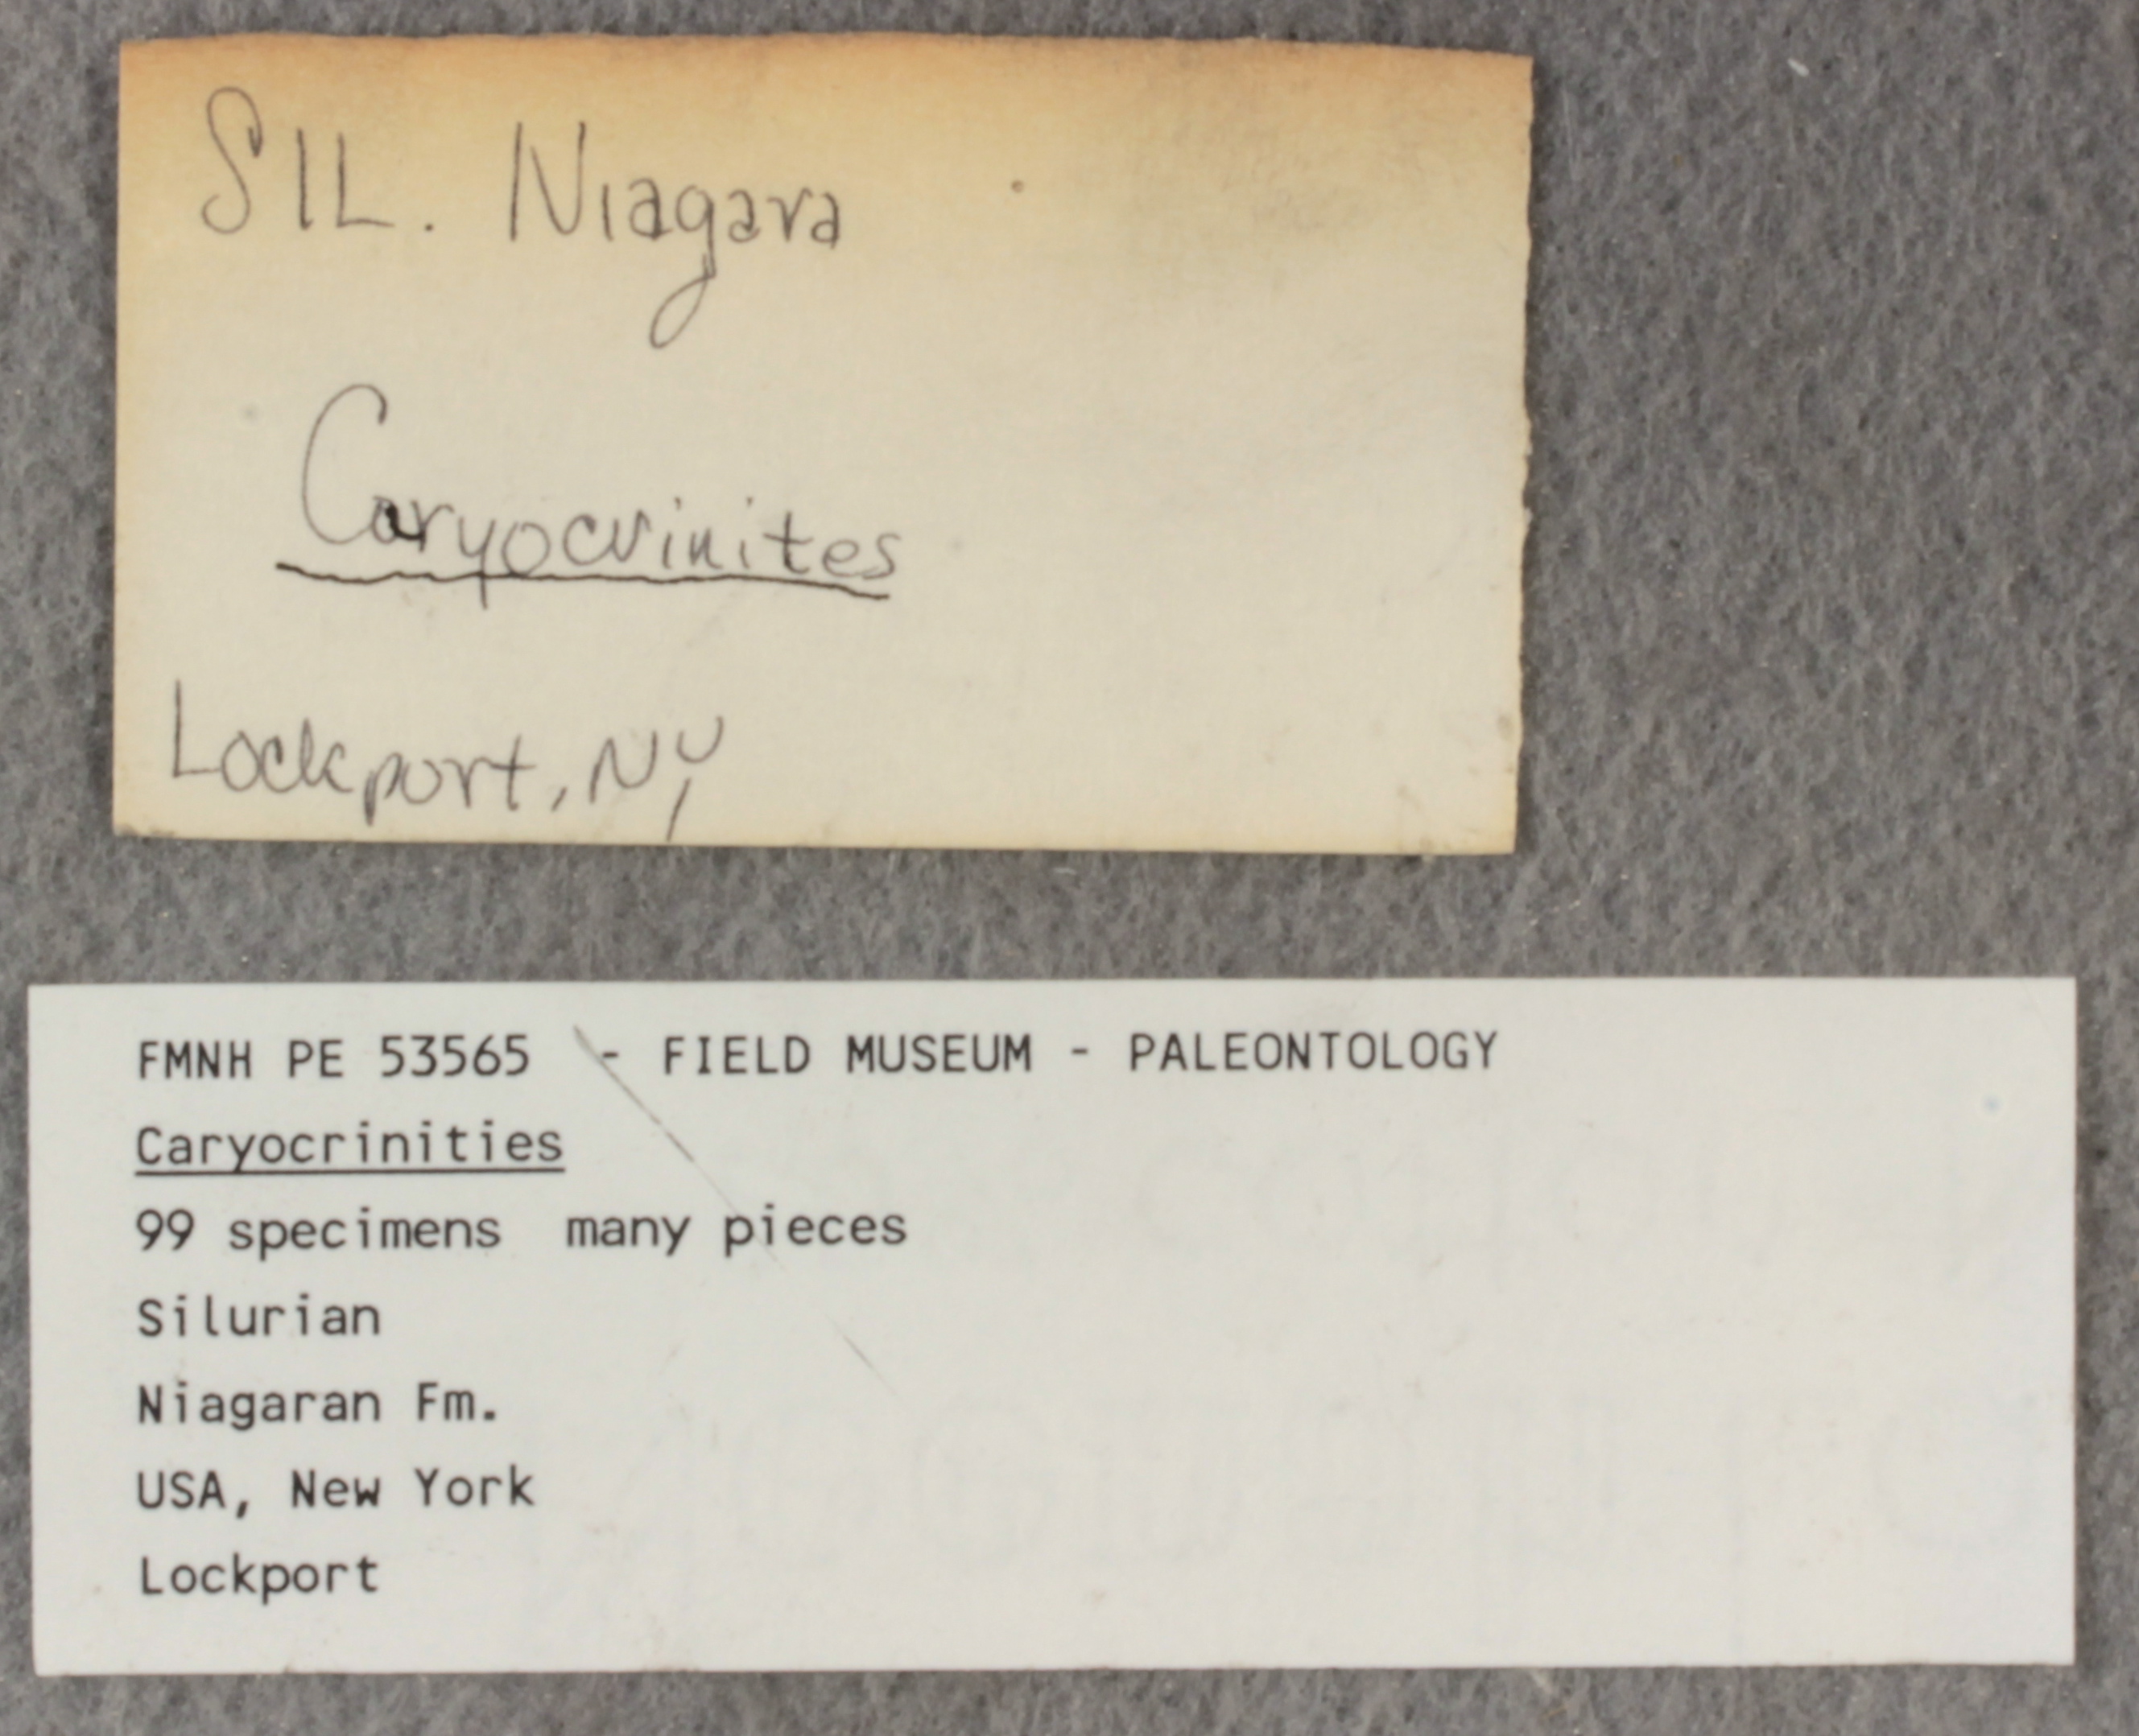 SIL. Niagara
Caryocrinites
Lockport, NY
FMNH PE 53565 - FIELD MUSEUM - PALEONTOLOGY
Caryocrinities
99 specimens many pieces
Silurian
Niagaran Fm.
USA, New York
Lockport